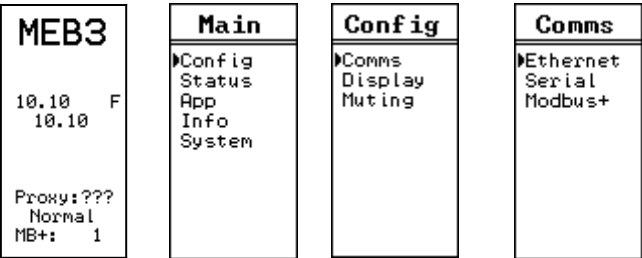 MEB3
10.10 F
10.10
Proxy:???
Normal
MB+: 1
Main
Config
Status
App
Info
System
Config
Comms
Display
Muting
Comms
Ethernet
Serial
Modbus+